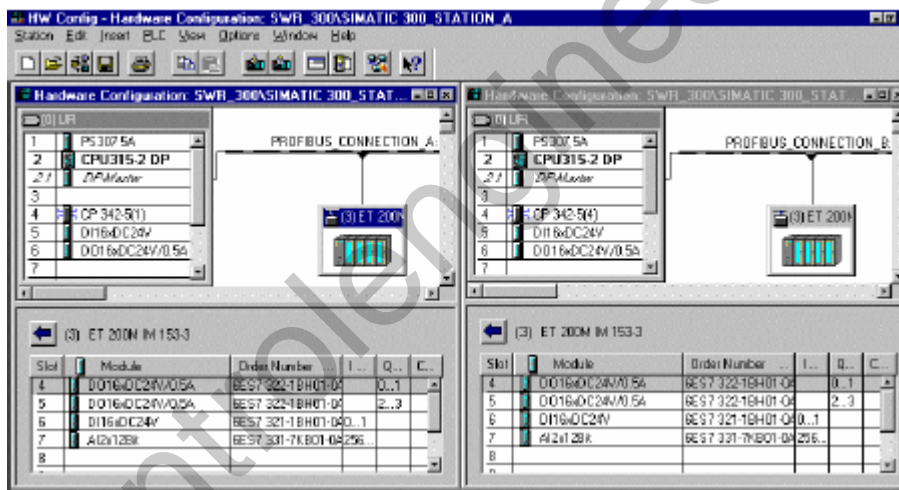 HW Config - Hardware Configuration: SWR_300\SIMATIC 300_STATION_A
Station Edit Insert PLC View Options Window Help
Hardware Configuration: SWR_300\SIMATIC 300_STAT...
(0) UR
1 PS307 5A
2 CPU315-2 DP
2.1 DP-Master
3
4 CP 342-5(1)
5 DI16xDC24V
6 DO16xDC24V/0.5A
7
PROFIBUS_CONNECTION_A:
(3) ET 200M
(3) ET 200M IM 153-3
Slot Module Order Number ... I... Q... C...
4 DO16xDC24V/0.5A 6ES7 322-1BH01-0A 0...1
5 DO16xDC24V/0.5A 6ES7 322-1BH01-0A 2...3
6 DI16xDC24V 6ES7 321-1BH01-0A 0...1
7 AI2x12Bit 6ES7 331-7KB01-0A 256...
8
Hardware Configuration: SWR_300\SIMATIC 300_STAT...
(0) UR
1 PS307 5A
2 CPU315-2 DP
2.1 DP-Master
3
4 CP 342-5(4)
5 DI16xDC24V
6 DO16xDC24V/0.5A
7
PROFIBUS_CONNECTION_B:
(3) ET 200M
(3) ET 200M IM 153-3
Slot Module Order Number ... I... Q... C...
4 DO16xDC24V/0.5A 6ES7 322-1BH01-0A 0...1
5 DO16xDC24V/0.5A 6ES7 322-1BH01-0A 2...3
6 DI16xDC24V 6ES7 321-1BH01-0A 0...1
7 AI2x12Bit 6ES7 331-7KB01-0A 256...
8
ntrolenginee